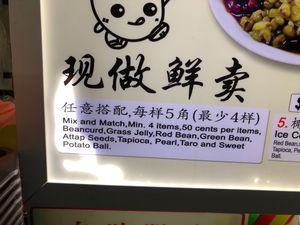 现做鲜卖
任意搭配,每样5角(最少4样)
Mix and Match,Min. 4 items,50 cents per items,
Beancurd,Grass Jelly,Red Bean,Green Bean,
Attap Seeds,Tapioca, Pearl,Taro and Sweet
Potato Ball.
5.
Ice Co
Red Bean,
Tapioca, Pe
Ball.